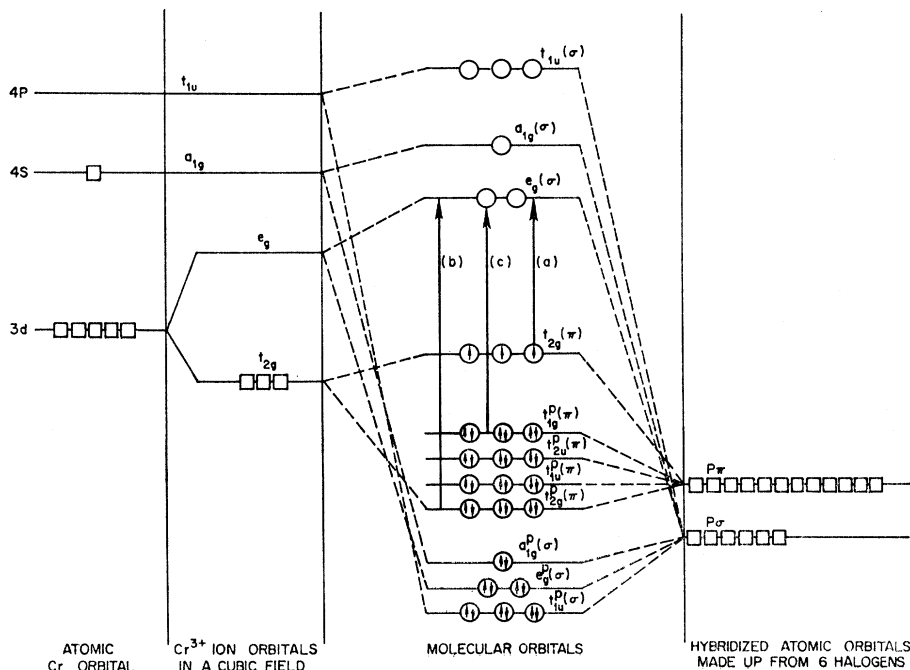 4P
t1u
t1u(σ)
4S
a1g
a1g(σ)
eg
eg(σ)
(b)
(c)
(a)
3d
t2g
t2g(π)
t1gᵖ(π)
t2uᵖ(π)
t1uᵖ(π)
t2gᵖ(π)
Pπ
Pσ
a1gᵖ(σ)
egᵖ(σ)
t1uᵖ(σ)
ATOMIC
Cr ORBITAL
Cr³⁺ ION ORBITALS
IN A CUBIC FIELD
MOLECULAR ORBITALS
HYBRIDIZED ATOMIC ORBITALS
MADE UP FROM 6 HALOGENS